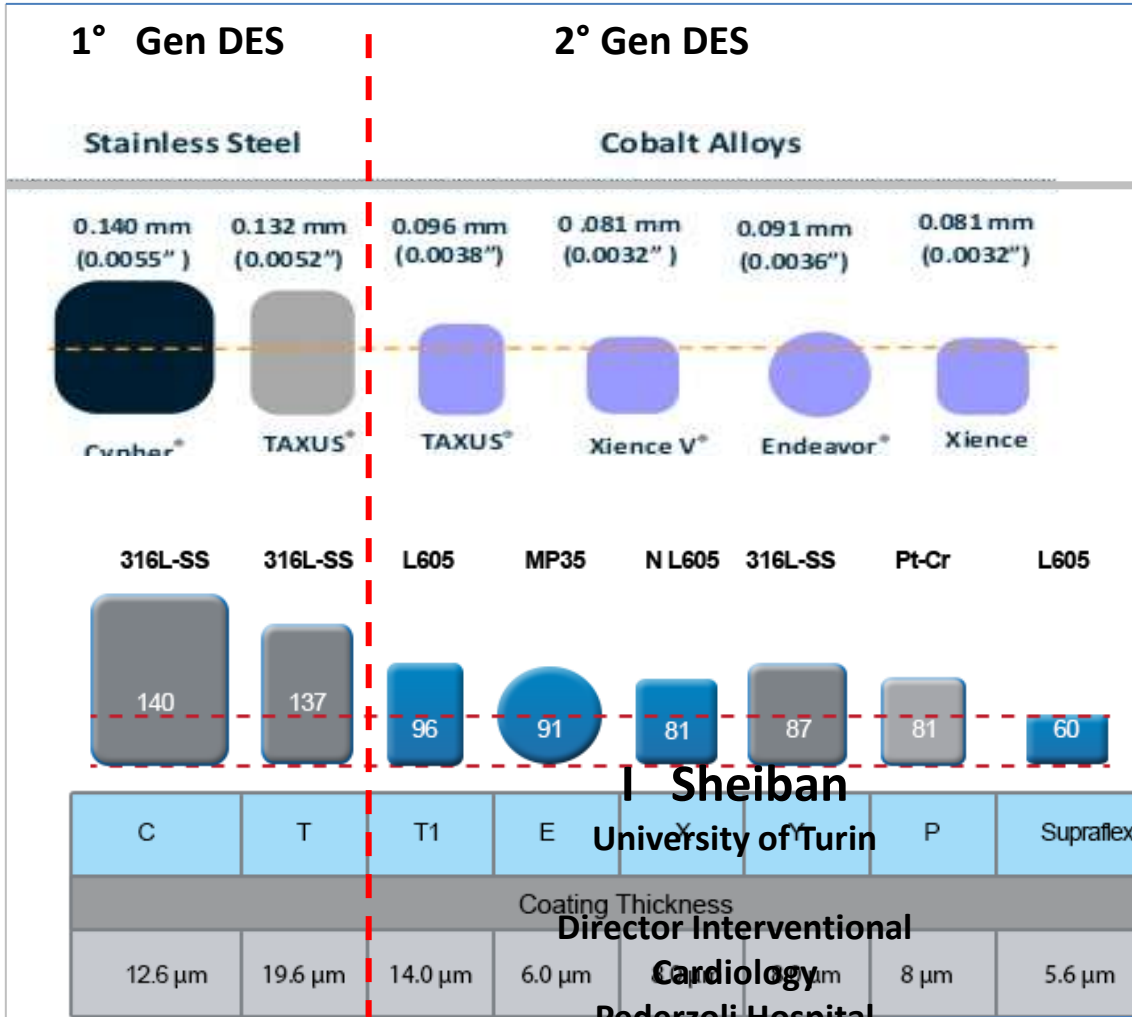 1° Gen DES 2° Gen DES
Stainless Steel Cobalt Alloys
0.140 mm 0.132 mm 0.096 mm 0 .081 mm 0.091 mm 0.081 mm
(0.0055″ ) (0.0052″) (0.0038″) (0.0032″ ) (0.0036″) (0.0032″)
Cypher® TAXUS® TAXUS® Xience V® Endeavor® Xience
316L-SS 316L-SS L605 MP35 N L605 316L-SS Pt-Cr L605
140 137 96 91 81 87 81 60
I Sheiban
C T T1 E X Y P Supraflex
University of Turin
Coating Thickness
Director Interventional
12.6 µm 19.6 µm 14.0 µm 6.0 µm 8 µm 5.6 µm
Cardiology
Pederzoli Hospital